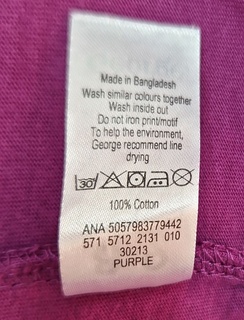 Made in Bangladesh
Wash similar colours together
Wash inside out
Do not iron print/motif
To help the environment,
George recommend line
drying
30
100% Cotton
ANA 5057983779442
571 5712 2131 010
30213
PURPLE